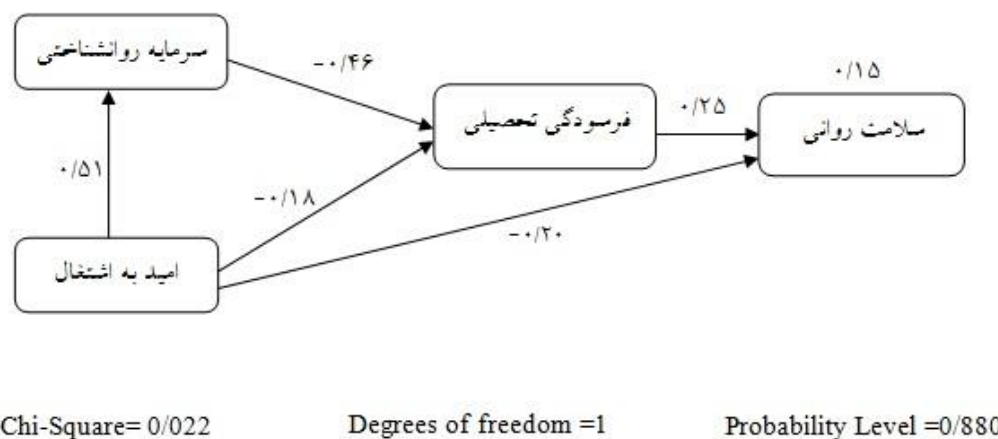 سرمایه روانشناختی
-۰/۴۶
۰/۱۵
فرسودگی تحصیلی
۰/۲۵
سلامت روانی
۰/۵۱
-۰/۱۸
-۰/۲۰
امید به اشتغال
Chi-Square= 0/022 Degrees of freedom =1 Probability Level =0/880